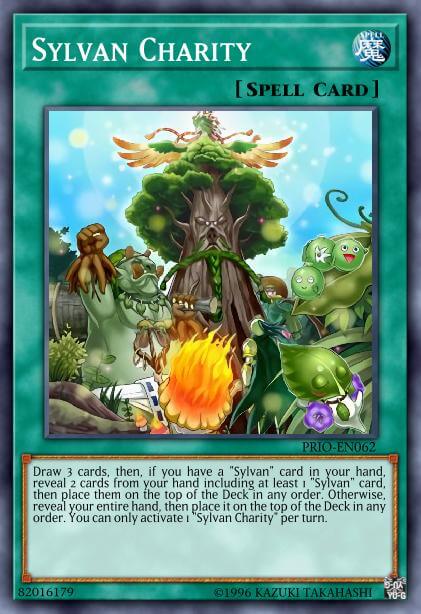 Sylvan Charity
SPELL
魔
[ Spell Card ]
PRIO-EN062
Draw 3 cards, then, if you have a "Sylvan" card in your hand,
reveal 2 cards from your hand including at least 1 "Sylvan" card,
then place them on the top of the Deck in any order. Otherwise,
reveal your entire hand, then place it on the top of the Deck in any
order. You can only activate 1 "Sylvan Charity" per turn.
82016179
©1996 KAZUKI TAKAHASHI